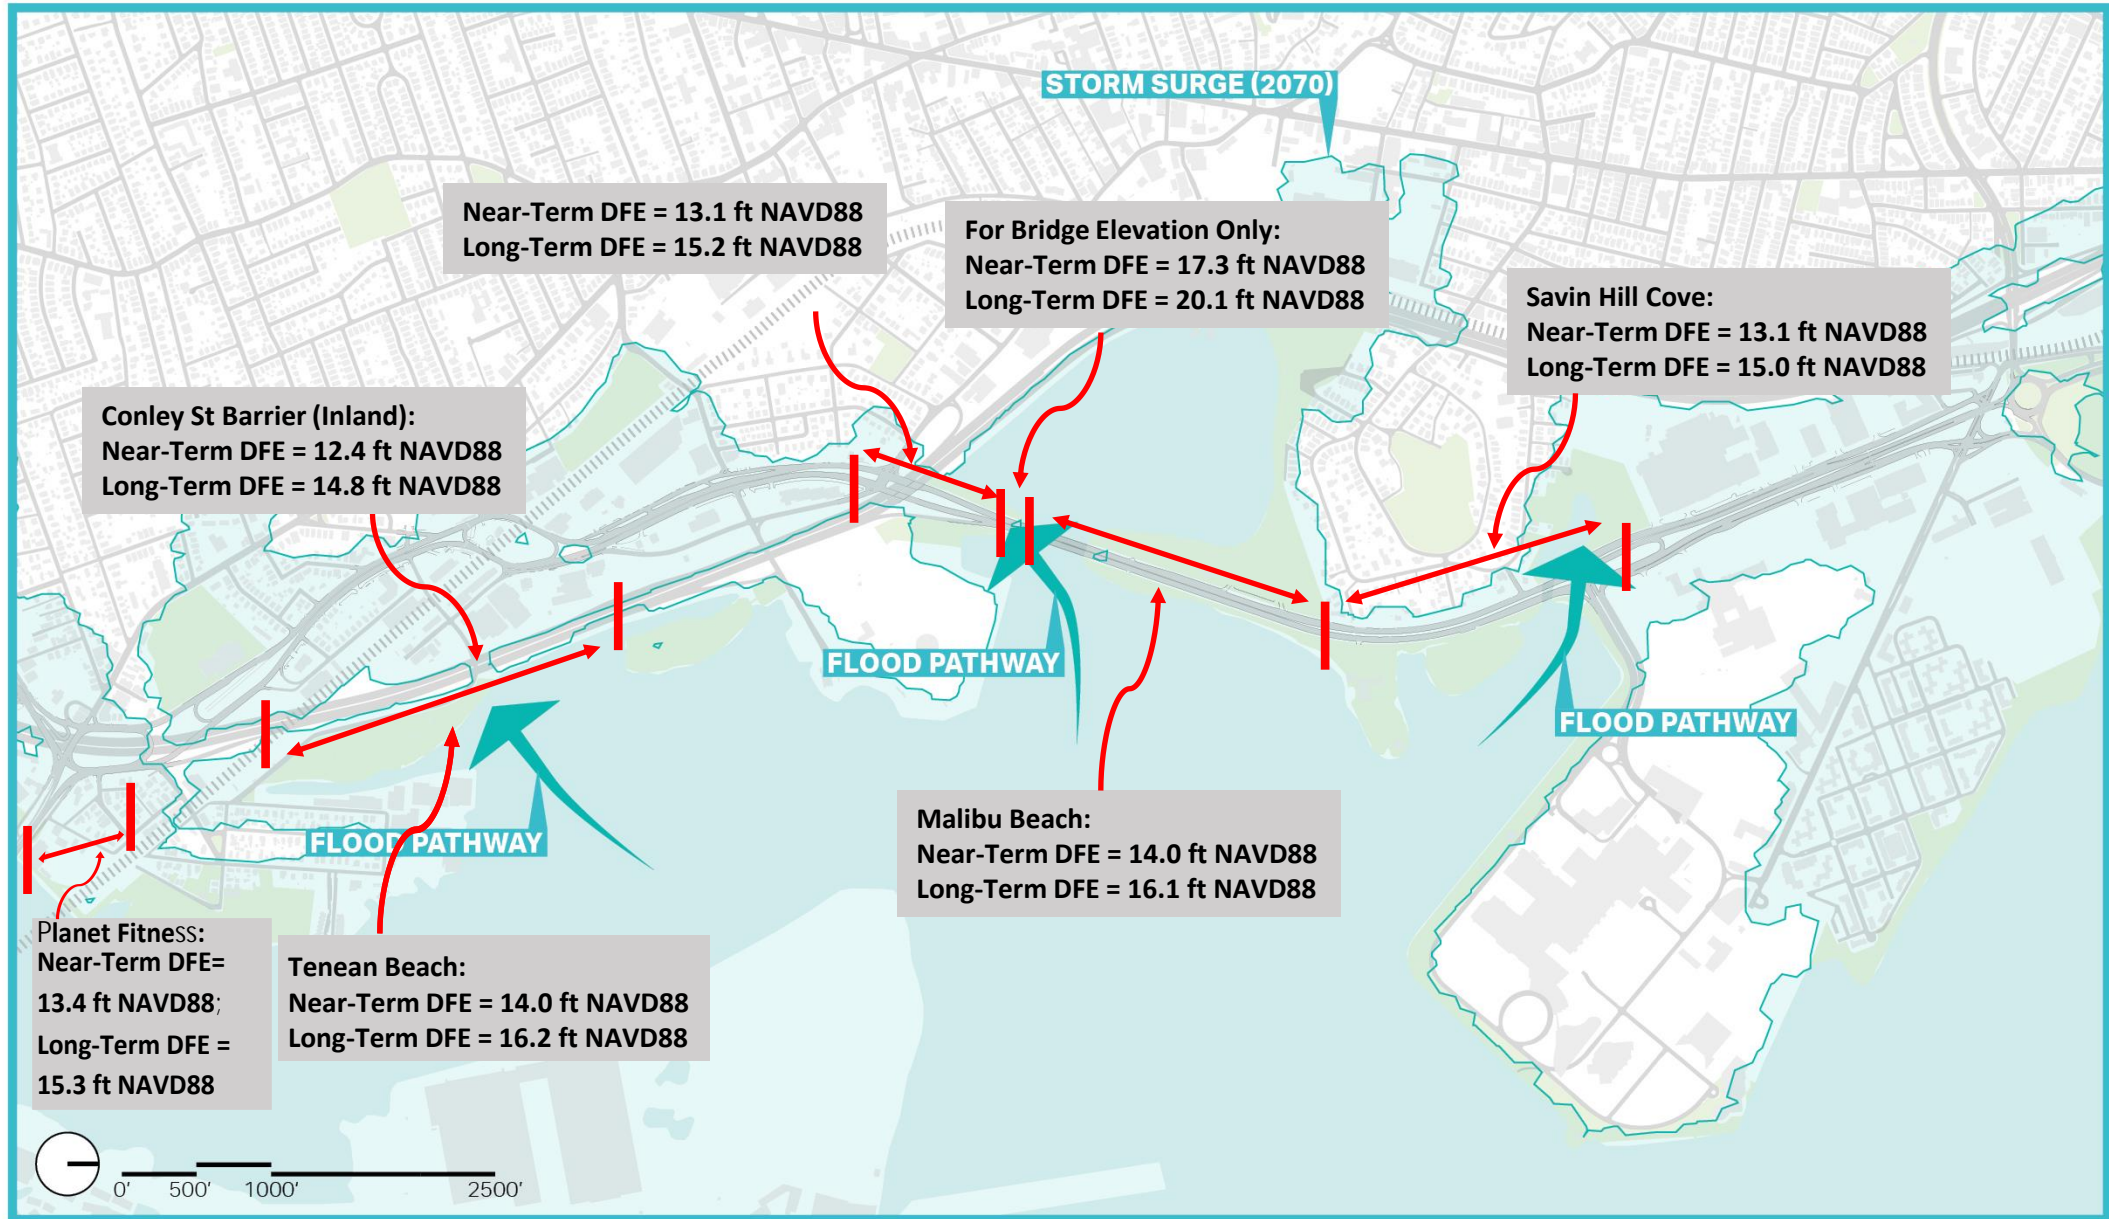 STORM SURGE (2070)
Near-Term DFE = 13.1 ft NAVD88
Long-Term DFE = 15.2 ft NAVD88
For Bridge Elevation Only:
Near-Term DFE = 17.3 ft NAVD88
Long-Term DFE = 20.1 ft NAVD88
Savin Hill Cove:
Near-Term DFE = 13.1 ft NAVD88
Long-Term DFE = 15.0 ft NAVD88
Conley St Barrier (Inland):
Near-Term DFE = 12.4 ft NAVD88
Long-Term DFE = 14.8 ft NAVD88
FLOOD PATHWAY
FLOOD PATHWAY
FLOOD PATHWAY
Malibu Beach:
Near-Term DFE = 14.0 ft NAVD88
Long-Term DFE = 16.1 ft NAVD88
Planet Fitness:
Near-Term DFE=
13.4 ft NAVD88;
Long-Term DFE =
15.3 ft NAVD88
Tenean Beach:
Near-Term DFE = 14.0 ft NAVD88
Long-Term DFE = 16.2 ft NAVD88
0' 500' 1000' 2500'